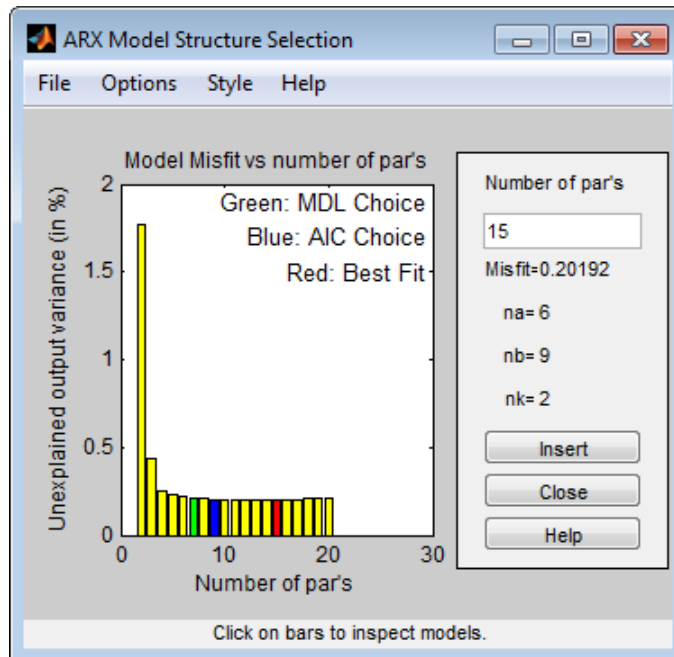 ARX Model Structure Selection
File Options Style Help
Model Misfit vs number of par's
Unexplained output variance (in %)
2
1.5
1
0.5
0
Green: MDL Choice
Blue: AIC Choice
Red: Best Fit
0 10 20 30
Number of par's
Number of par's
15
Misfit=0.20192
na= 6
nb= 9
nk= 2
Insert
Close
Help
Click on bars to inspect models.